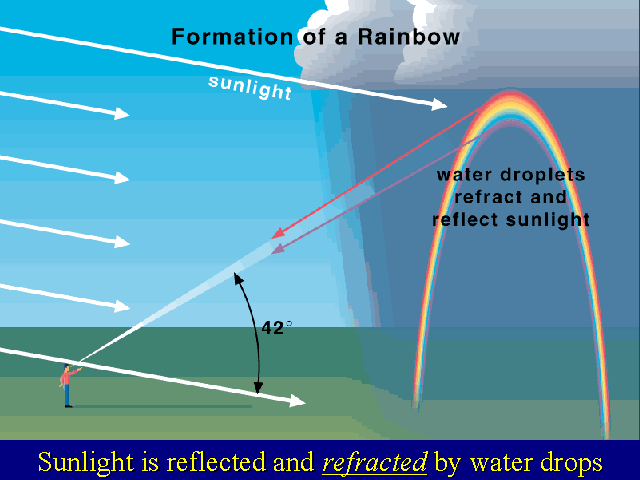 Formation of a Rainbow
sunlight
water droplets
refract and
reflect sunlight
42°
Sunlight is reflected and refracted by water drops